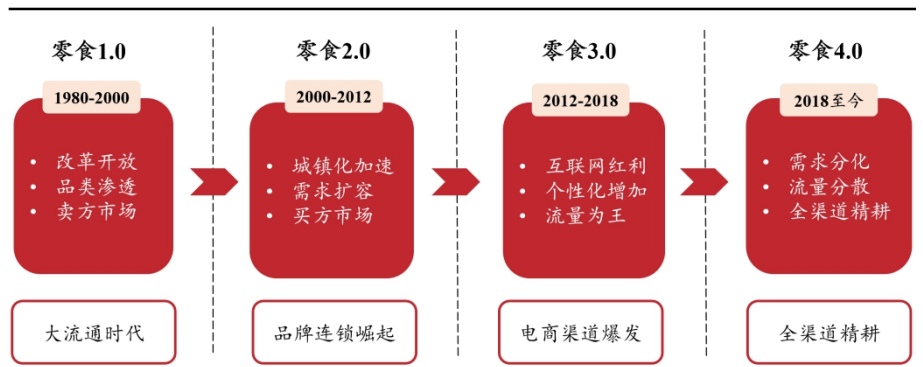 零食1.0
1980-2000
• 改革开放
• 品类渗透
• 卖方市场
大流通时代
零食2.0
2000-2012
• 城镇化加速
• 需求扩容
• 买方市场
品牌连锁崛起
零食3.0
2012-2018
• 互联网红利
• 个性化增加
• 流量为王
电商渠道爆发
零食4.0
2018至今
• 需求分化
• 流量分散
• 全渠道精耕
全渠道精耕